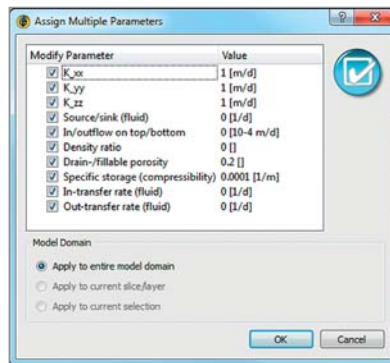 Assign Multiple Parameters
Modify Parameter Value
K_xx 1 [m/d]
K_yy 1 [m/d]
K_zz 1 [m/d]
Source/sink (fluid) 0 [1/d]
In/outflow on top/bottom 0 [10-4 m/d]
Density ratio 0 []
Drain-/fillable porosity 0.2 []
Specific storage (compressibility) 0.0001 [1/m]
In-transfer rate (fluid) 0 [1/d]
Out-transfer rate (fluid) 0 [1/d]
Model Domain
Apply to entire model domain
Apply to current slice/layer
Apply to current selection
OK Cancel